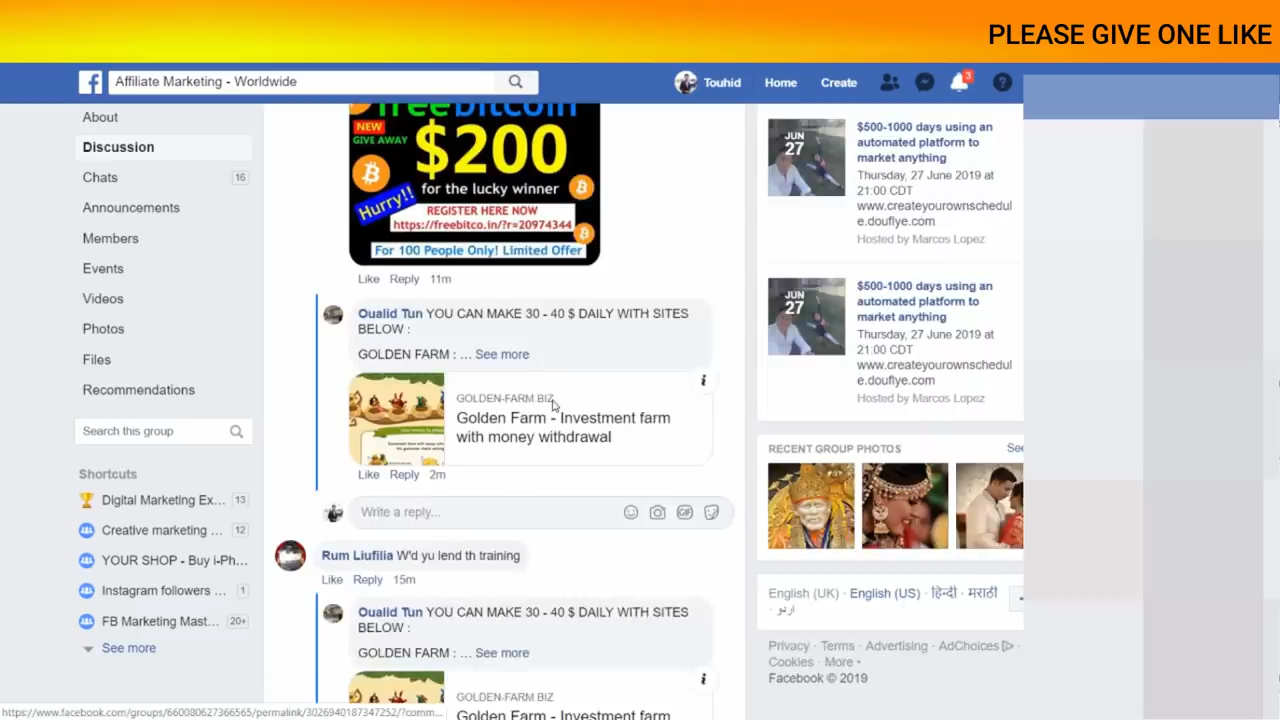 PLEASE GIVE ONE LIKE
Affiliate Marketing - Worldwide
Touhid
Home
Create
3
About
Discussion
Chats
16
Announcements
Members
Events
Videos
Photos
Files
Recommendations
Search this group
Shortcuts
Digital Marketing Ex...
13
Creative marketing ...
12
YOUR SHOP - Buy i-Ph...
Instagram followers ...
1
FB Marketing Mast...
20+
See more
freebitcoin
NEW
GIVE AWAY
$200
for the lucky winner
Hurry!!
REGISTER HERE NOW
https://freebitco.in/?r=20974344
For 100 People Only! Limited Offer
Like Reply 11m
Oualid Tun YOU CAN MAKE 30 - 40 $ DAILY WITH SITES
BELOW :
GOLDEN FARM : ... See more
GOLDEN-FARM.BIZ
Golden Farm - Investment farm
with money withdrawal
Like Reply 2m
Write a reply...
GIF
Rum Liufilia W'd yu lend th training
Like Reply 15m
Oualid Tun YOU CAN MAKE 30 - 40 $ DAILY WITH SITES
BELOW :
GOLDEN FARM : ... See more
GOLDEN-FARM.BIZ
Golden Farm - Investment farm
JUN
27
$500-1000 days using an
automated platform to
market anything
Thursday, 27 June 2019 at
21:00 CDT
www.createyourownschedul
e.douflye.com
Hosted by Marcos Lopez
JUN
27
$500-1000 days using an
automated platform to
market anything
Thursday, 27 June 2019 at
21:00 CDT
www.createyourownschedul
e.douflye.com
Hosted by Marcos Lopez
RECENT GROUP PHOTOS
See
English (UK) · English (US) · हिन्दी · मराठी
· اردو
Privacy · Terms · Advertising · AdChoices
Cookies · More
Facebook © 2019
https://www.facebook.com/groups/660080627366565/permalink/3026940187347252/?comm...